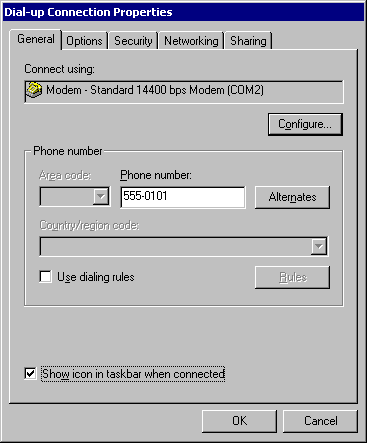 Dial-up Connection Properties
General Options Security Networking Sharing
Connect using:
Modem - Standard 14400 bps Modem (COM2)
Configure...
Phone number
Area code: Phone number:
555-0101 Alternates
Country/region code:
Use dialing rules Rules
Show icon in taskbar when connected
OK Cancel